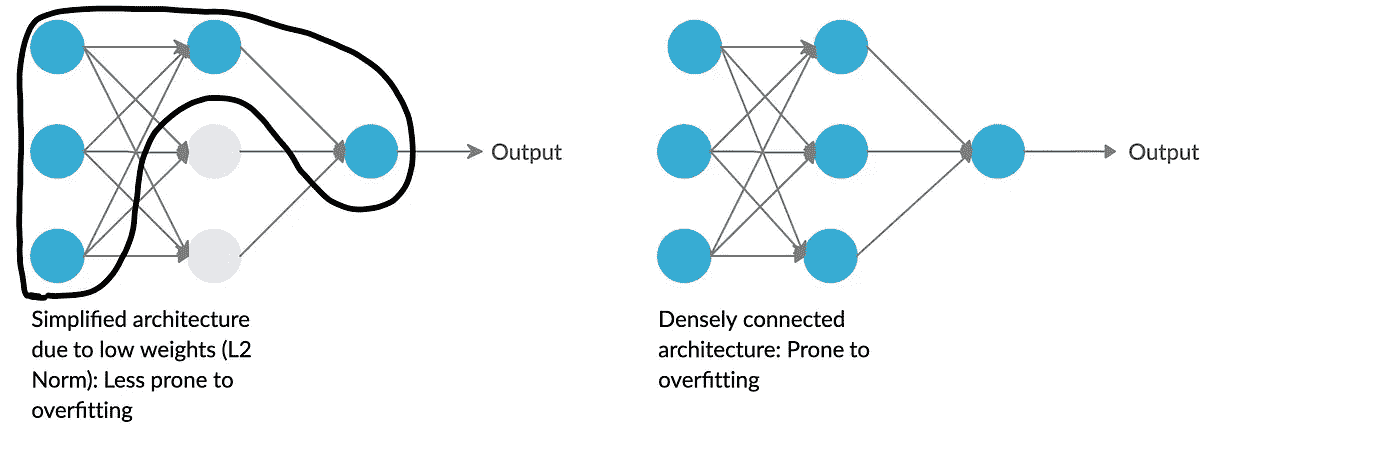 Output
Simplified architecture
due to low weights (L2
Norm): Less prone to
overfitting
Output
Densely connected
architecture: Prone to
overfitting